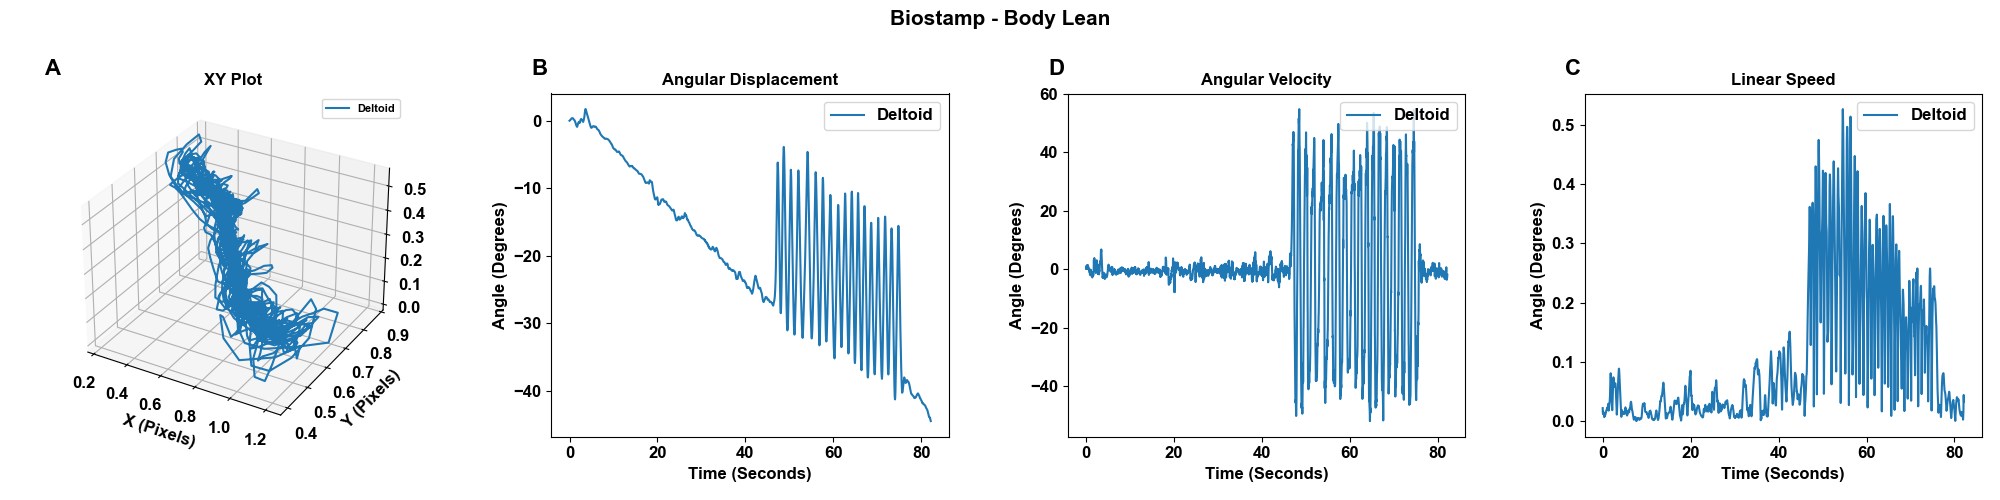 Biostamp - Body Lean
A
XY Plot
Deltoid
0.5
0.4
0.3
0.2
0.1
0.0
0.9
0.8
0.7
0.6
0.5
0.4
Y (Pixels)
0.2
0.4
0.6
0.8
1.0
1.2
X (Pixels)
B
Angular Displacement
Deltoid
0
−10
−20
−30
−40
Angle (Degrees)
0
20
40
60
80
Time (Seconds)
D
Angular Velocity
Deltoid
60
40
20
0
−20
−40
Angle (Degrees)
0
20
40
60
80
Time (Seconds)
C
Linear Speed
Deltoid
0.5
0.4
0.3
0.2
0.1
0.0
Angle (Degrees)
0
20
40
60
80
Time (Seconds)